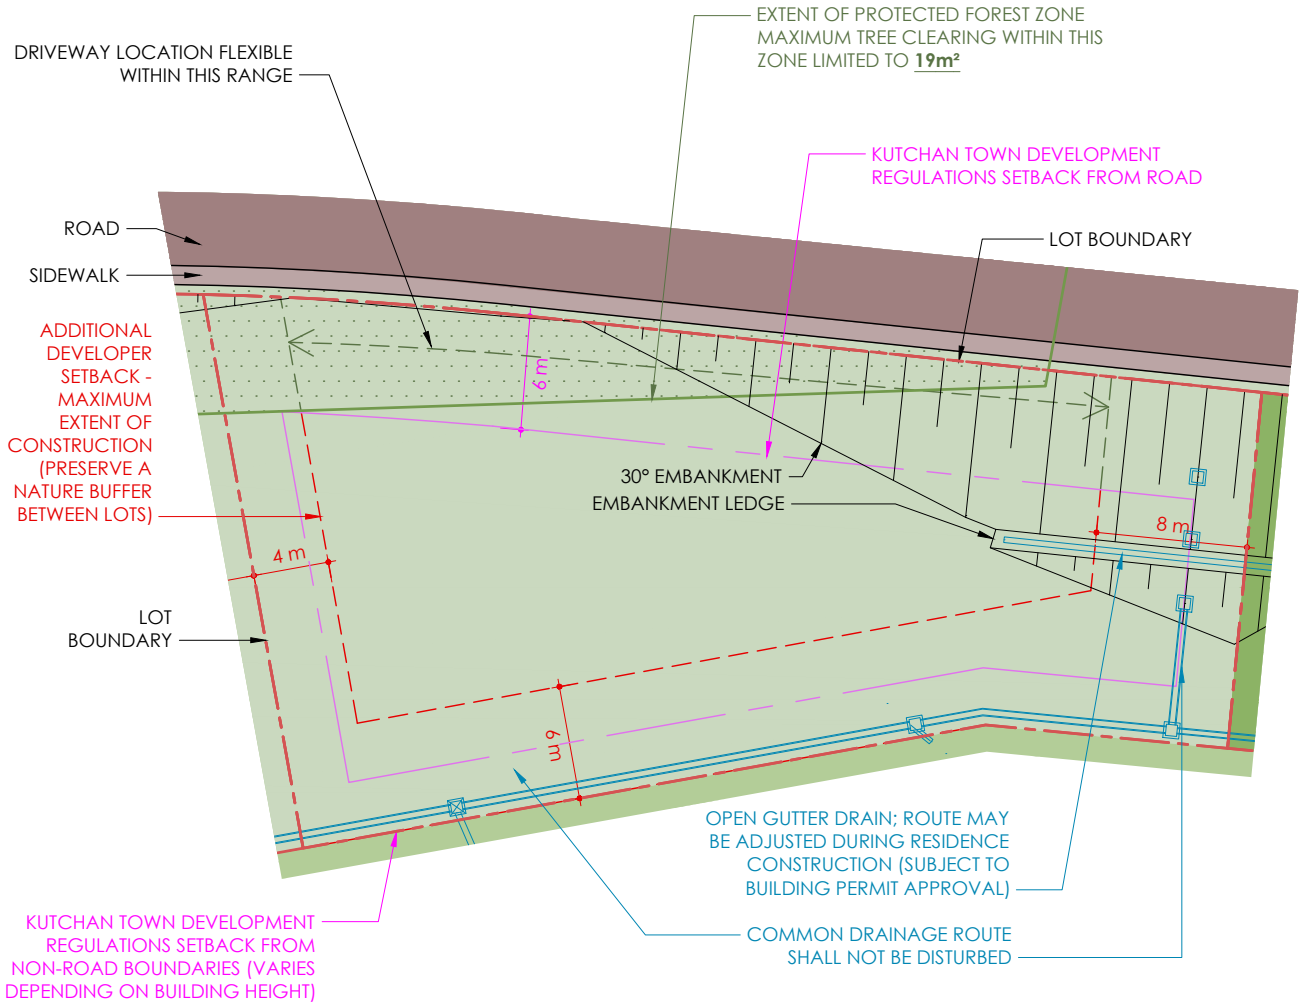 EXTENT OF PROTECTED FOREST ZONE
MAXIMUM TREE CLEARING WITHIN THIS
ZONE LIMITED TO 19m²
DRIVEWAY LOCATION FLEXIBLE
WITHIN THIS RANGE
KUTCHAN TOWN DEVELOPMENT
REGULATIONS SETBACK FROM ROAD
ROAD
LOT BOUNDARY
SIDEWALK
ADDITIONAL
DEVELOPER
SETBACK -
MAXIMUM
EXTENT OF
CONSTRUCTION
(PRESERVE A
NATURE BUFFER
BETWEEN LOTS)
6 m
30° EMBANKMENT
EMBANKMENT LEDGE
8 m
4 m
LOT
BOUNDARY
6 m
OPEN GUTTER DRAIN; ROUTE MAY
BE ADJUSTED DURING RESIDENCE
CONSTRUCTION (SUBJECT TO
BUILDING PERMIT APPROVAL)
KUTCHAN TOWN DEVELOPMENT
REGULATIONS SETBACK FROM
NON-ROAD BOUNDARIES (VARIES
DEPENDING ON BUILDING HEIGHT)
COMMON DRAINAGE ROUTE
SHALL NOT BE DISTURBED